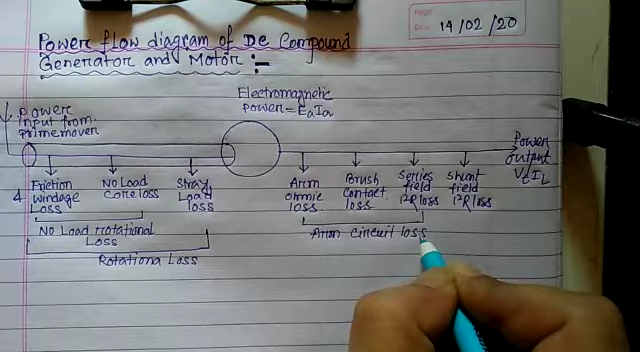 Page:
Date: 14/02/20
Power flow diagram of Dc Compound
Generator and Motor :-
Electromagnetic
power = EaIa
Power
input from
primemover
Power
output
VtIL
4
Friction
windage
Loss
No Load
Core loss
Stray
Load
loss
Arm
ohmic
loss
Brush
Contact
loss
Series
field
I²R loss
Shunt
field
I²R loss
No Load rotational
Loss
Arm Circuit loss
Rotationa Loss